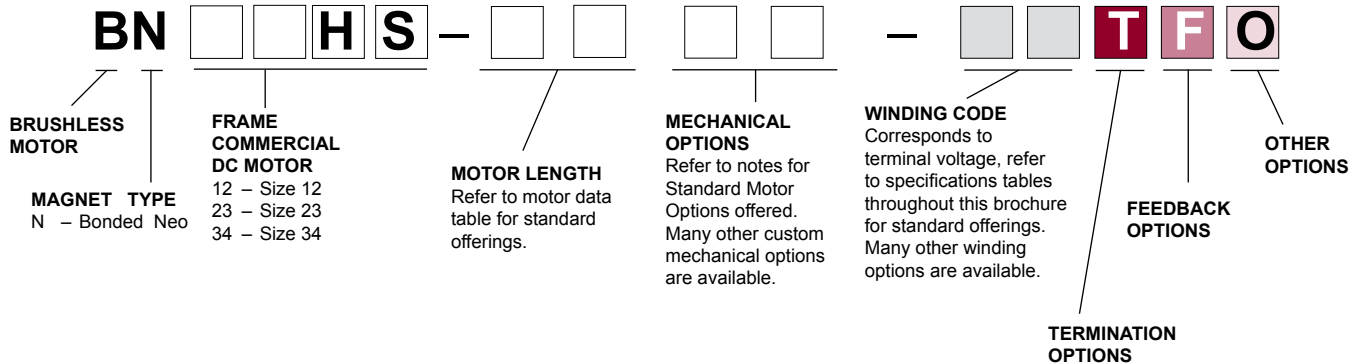 BN HS – – TFO
BRUSHLESS
MOTOR
MAGNET TYPE
N – Bonded Neo
FRAME
COMMERCIAL
DC MOTOR
12 – Size 12
23 – Size 23
34 – Size 34
MOTOR LENGTH
Refer to motor data
table for standard
offerings.
MECHANICAL
OPTIONS
Refer to notes for
Standard Motor
Options offered.
Many other custom
mechanical options
are available.
WINDING CODE
Corresponds to
terminal voltage, refer
to specifications tables
throughout this brochure
for standard offerings.
Many other winding
options are available.
TERMINATION
OPTIONS
FEEDBACK
OPTIONS
OTHER
OPTIONS